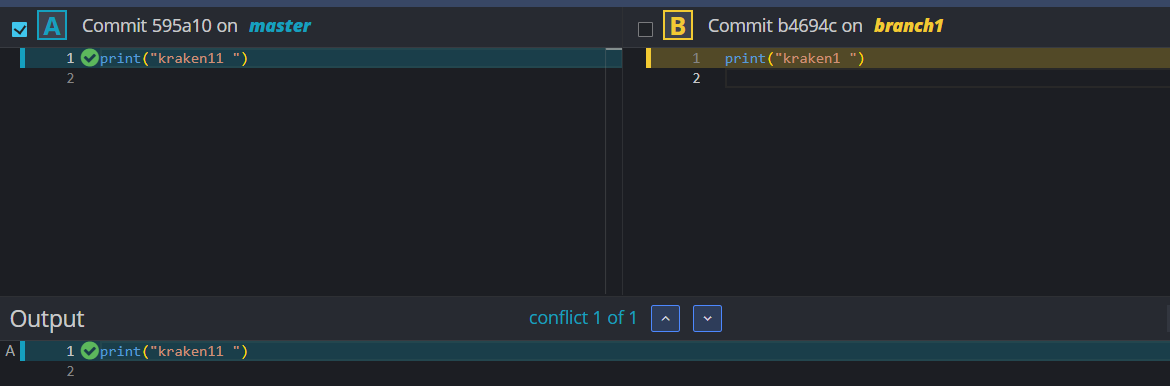 A Commit 595a10 on master
1 print("kraken11 ")
2
B Commit b4694c on branch1
1 print("kraken1 ")
2
Output conflict 1 of 1
A 1 print("kraken11 ")
2